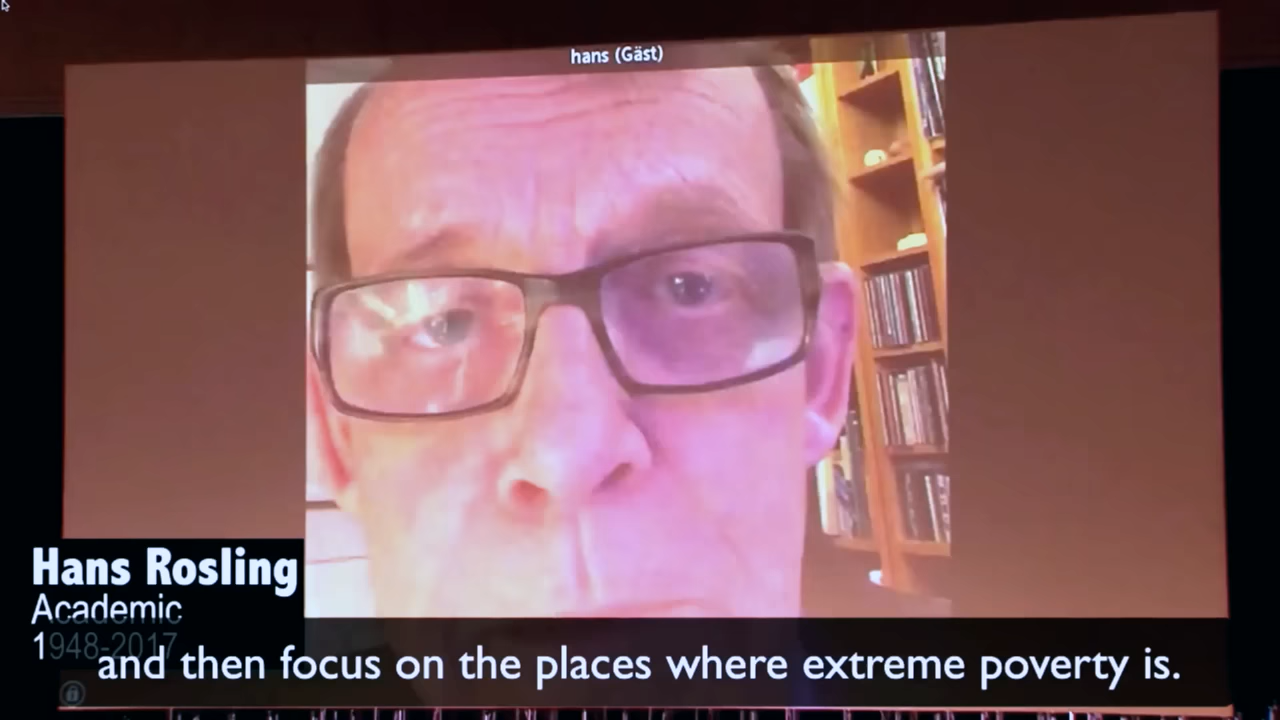 hans (Gäst)
Hans Rosling
Academic
1948-2017
and then focus on the places where extreme poverty is.